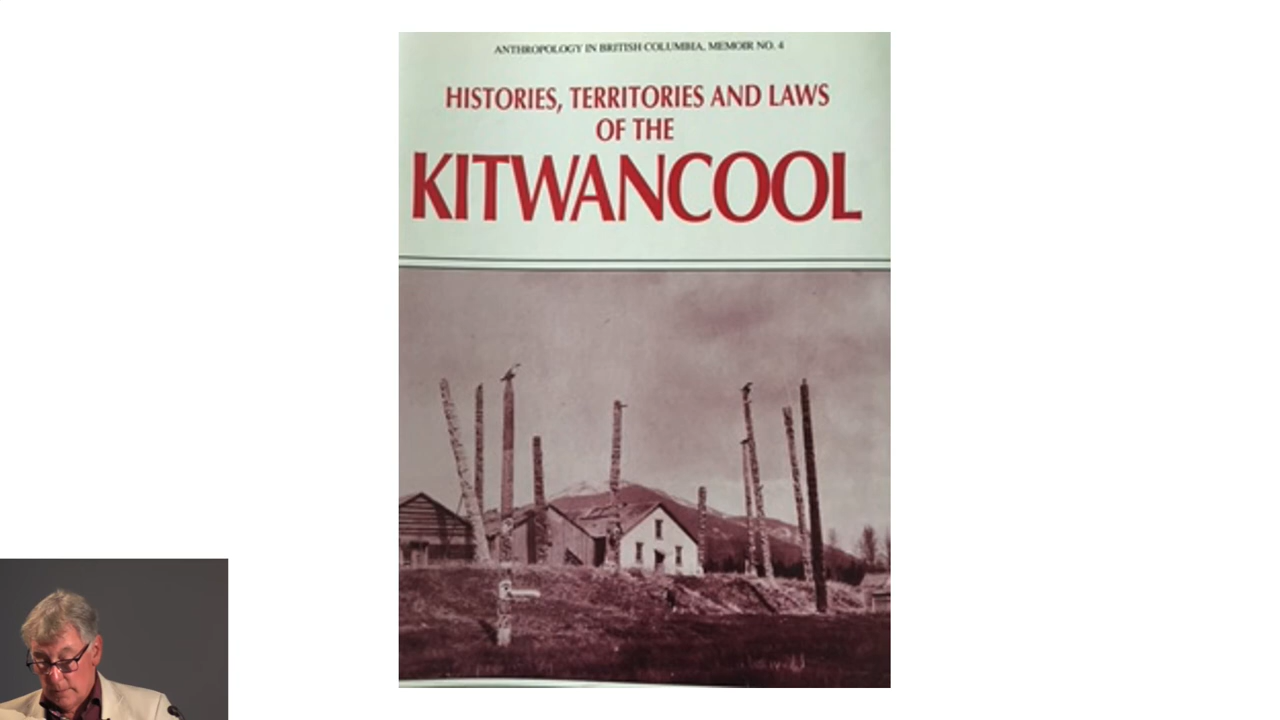 ANTHROPOLOGY IN BRITISH COLUMBIA, MEMOIR NO. 4
HISTORIES, TERRITORIES AND LAWS
OF THE
KITWANCOOL